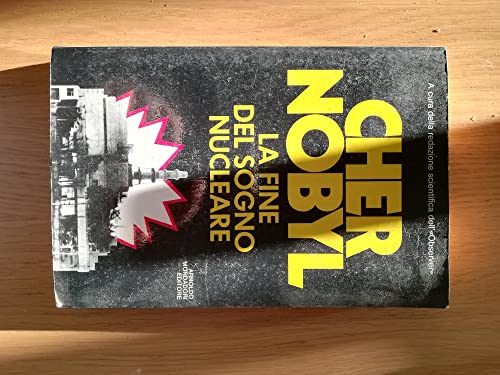 A cura della redazione scientifica dell'«Observer»
CHER
NOBYL
LA FINE
DEL SOGNO
NUCLEARE
ARNOLDO
MONDADORI
EDITORE